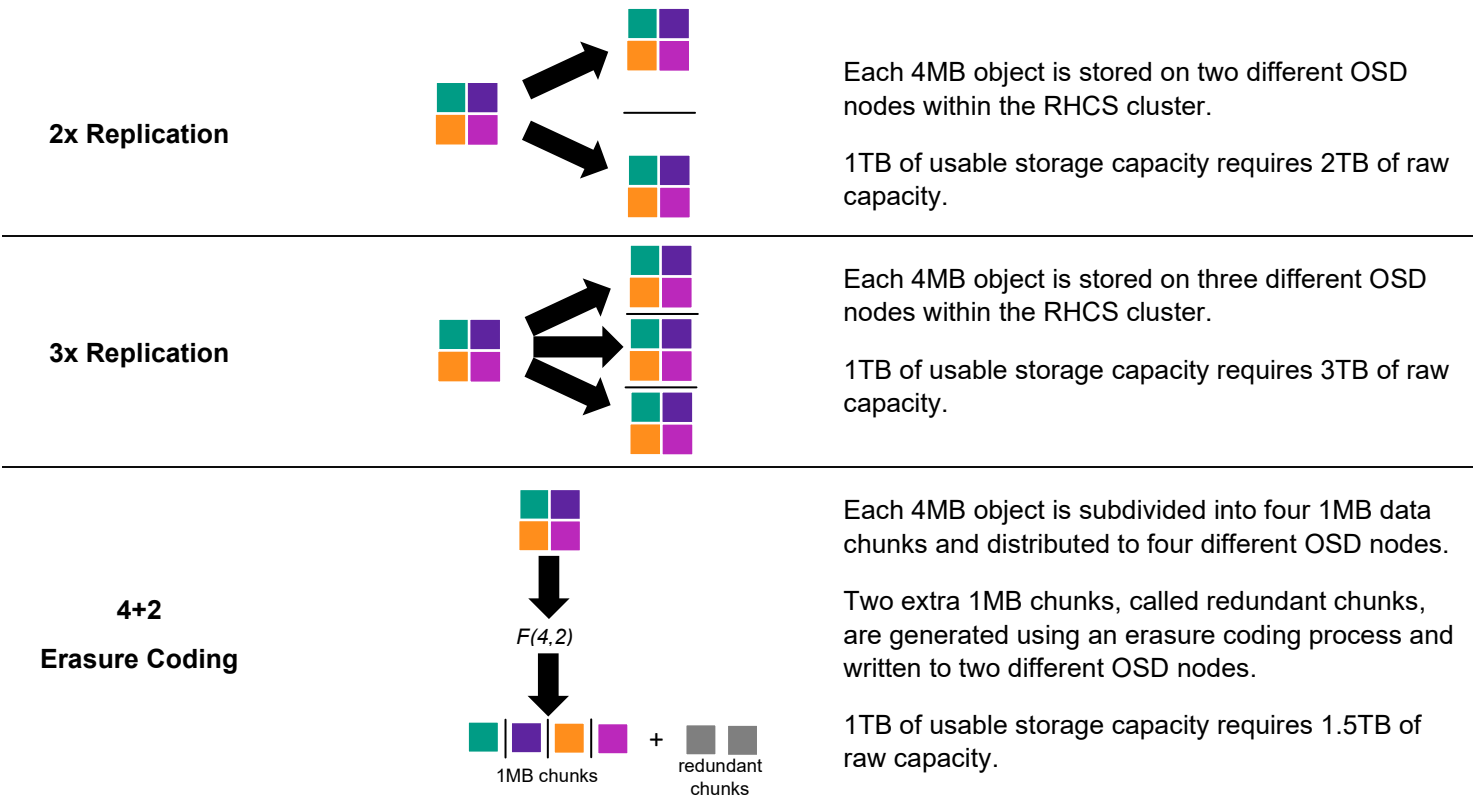 2x Replication
Each 4MB object is stored on two different OSD
nodes within the RHCS cluster.
1TB of usable storage capacity requires 2TB of raw
capacity.
3x Replication
Each 4MB object is stored on three different OSD
nodes within the RHCS cluster.
1TB of usable storage capacity requires 3TB of raw
capacity.
4+2
Erasure Coding
F(4,2)
1MB chunks
+
redundant
chunks
Each 4MB object is subdivided into four 1MB data
chunks and distributed to four different OSD nodes.
Two extra 1MB chunks, called redundant chunks,
are generated using an erasure coding process and
written to two different OSD nodes.
1TB of usable storage capacity requires 1.5TB of
raw capacity.